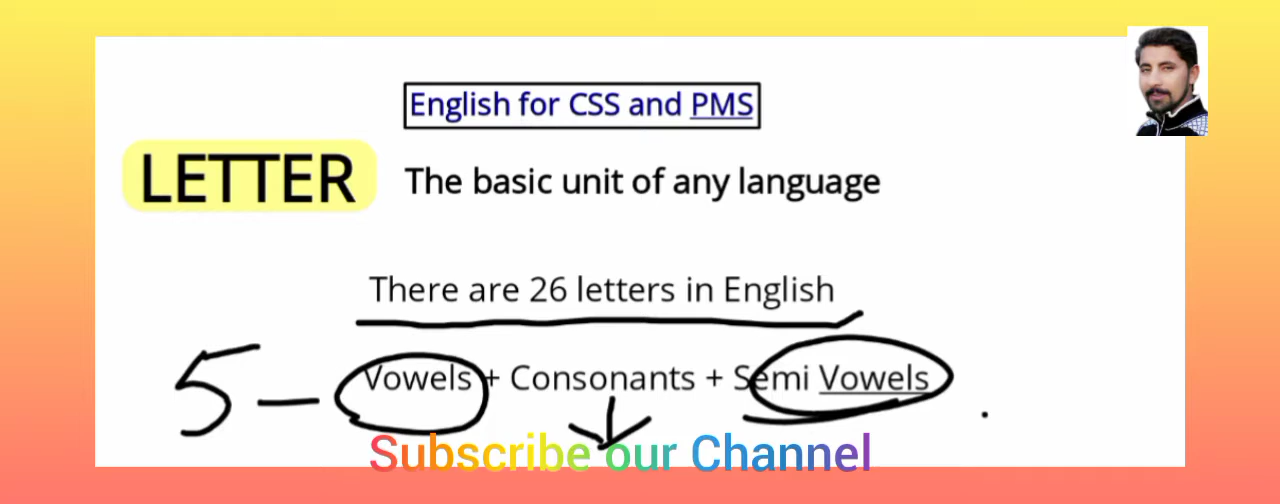 English for CSS and PMS
LETTER
The basic unit of any language
There are 26 letters in English
5 – Vowels + Consonants + Semi Vowels
Subscribe our Channel